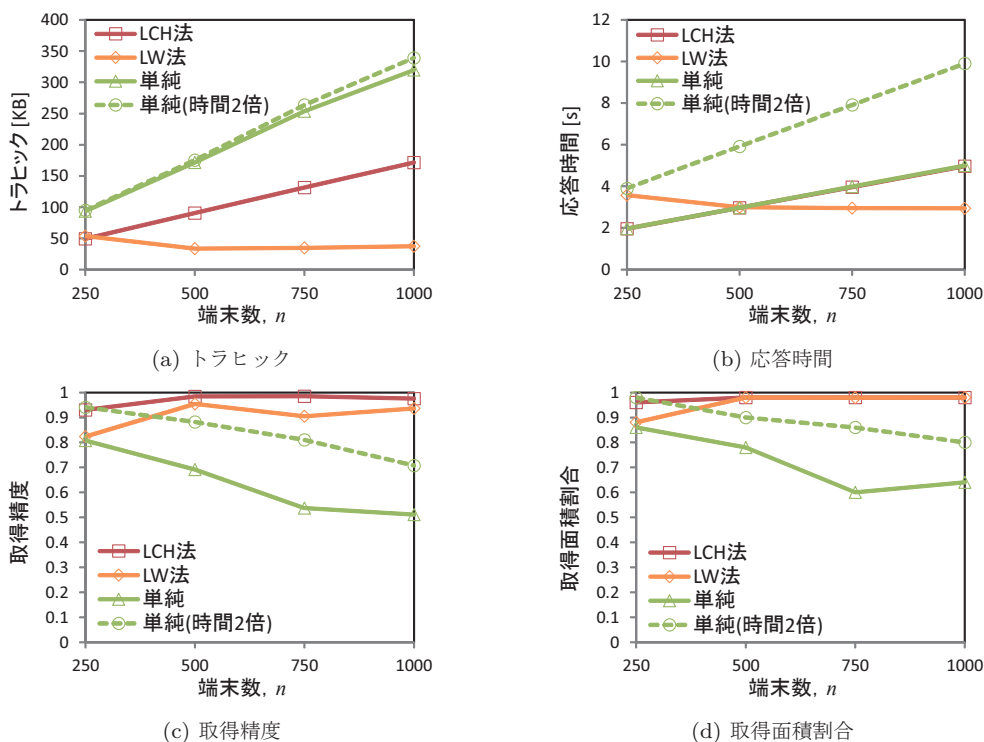 400
350
300
250
200
150
100
50
0
トラヒック [KB]
LCH法
LW法
単純
単純(時間2倍)
250 500 750 1000
端末数, n
(a) トラヒック
12
10
8
6
4
2
0
応答時間 [s]
LCH法
LW法
単純
単純(時間2倍)
250 500 750 1000
端末数, n
(b) 応答時間
1
0.9
0.8
0.7
0.6
0.5
0.4
0.3
0.2
0.1
0
取得精度
LCH法
LW法
単純
単純(時間2倍)
250 500 750 1000
端末数, n
(c) 取得精度
1
0.9
0.8
0.7
0.6
0.5
0.4
0.3
0.2
0.1
0
取得面積割合
LCH法
LW法
単純
単純(時間2倍)
250 500 750 1000
端末数, n
(d) 取得面積割合